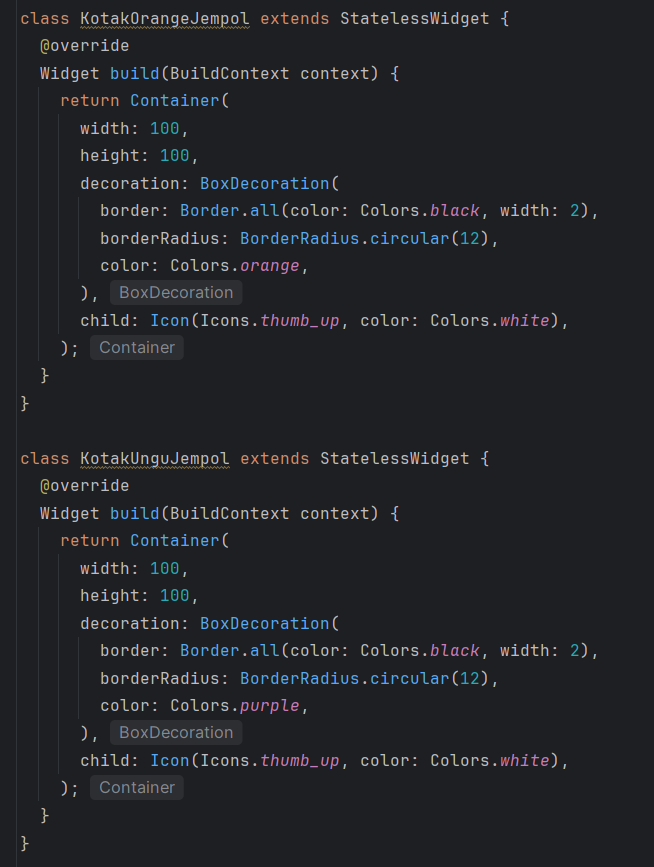 class KotakOrangeJempol extends StatelessWidget {
  @override
  Widget build(BuildContext context) {
    return Container(
      width: 100,
      height: 100,
      decoration: BoxDecoration(
        border: Border.all(color: Colors.black, width: 2),
        borderRadius: BorderRadius.circular(12),
        color: Colors.orange,
      ), BoxDecoration
      child: Icon(Icons.thumb_up, color: Colors.white),
    ); Container
  }
}

class KotakUnguJempol extends StatelessWidget {
  @override
  Widget build(BuildContext context) {
    return Container(
      width: 100,
      height: 100,
      decoration: BoxDecoration(
        border: Border.all(color: Colors.black, width: 2),
        borderRadius: BorderRadius.circular(12),
        color: Colors.purple,
      ), BoxDecoration
      child: Icon(Icons.thumb_up, color: Colors.white),
    ); Container
  }
}